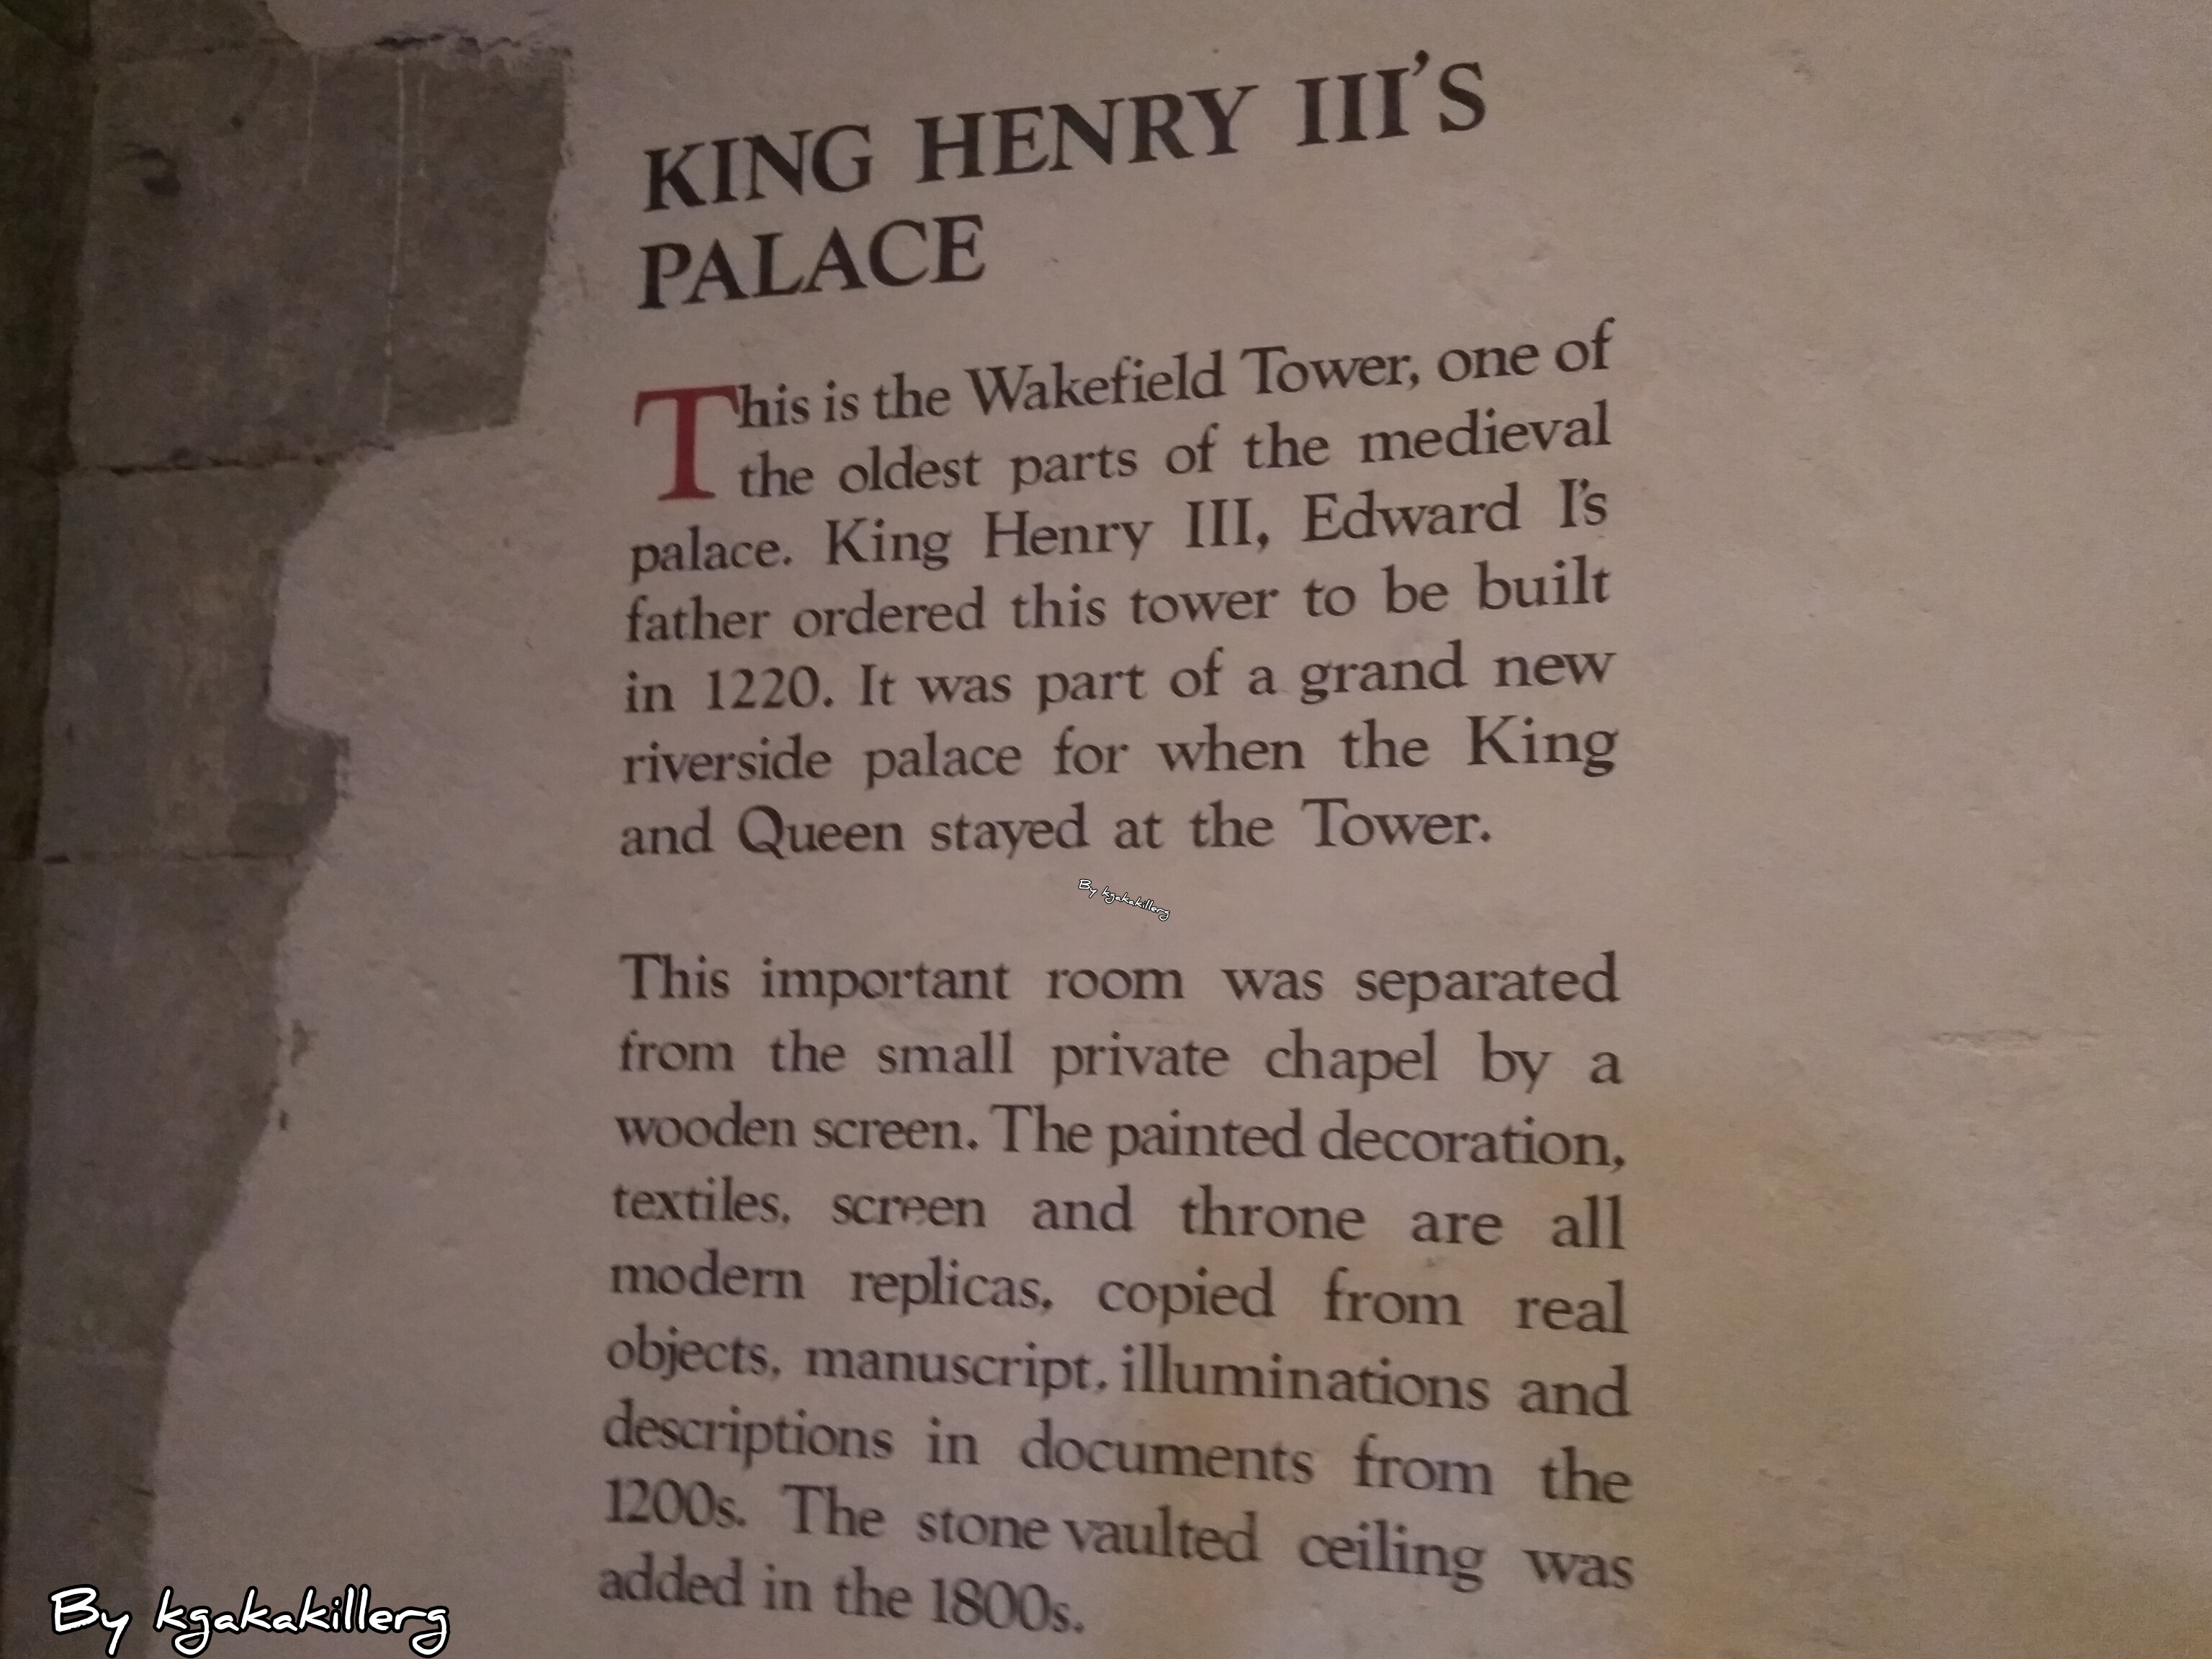 KING HENRY III'S
PALACE
This is the Wakefield Tower, one of
the oldest parts of the medieval
palace. King Henry III, Edward I's
father ordered this tower to be built
in 1220. It was part of a grand new
riverside palace for when the King
and Queen stayed at the Tower.
By kgakakillerg
This important room was separated
from the small private chapel by a
wooden screen. The painted decoration,
textiles, screen and throne are all
modern replicas, copied from real
objects, manuscript, illuminations and
descriptions in documents from the
1200s. The stone vaulted ceiling was
added in the 1800s.
By kgakakillerg